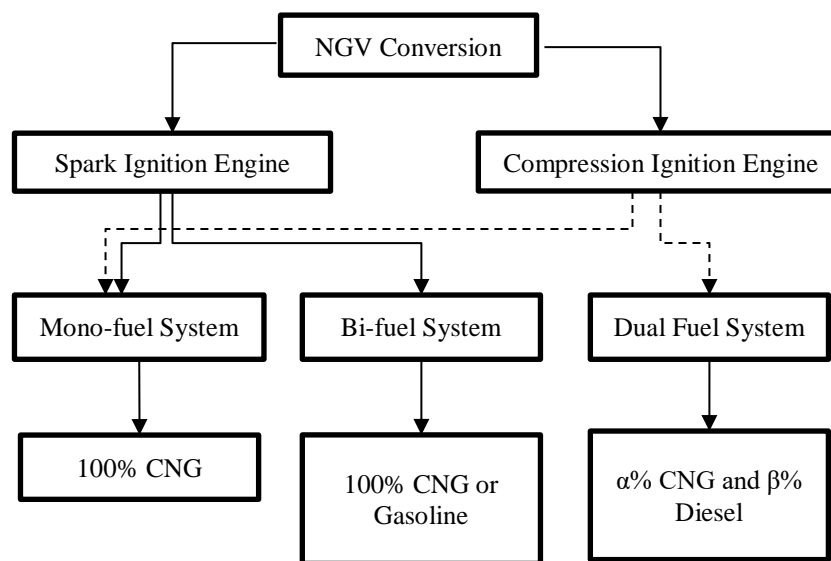 NGV Conversion
Spark Ignition Engine
Compression Ignition Engine
Mono-fuel System
Bi-fuel System
Dual Fuel System
100% CNG
100% CNG or
Gasoline
α% CNG and β%
Diesel